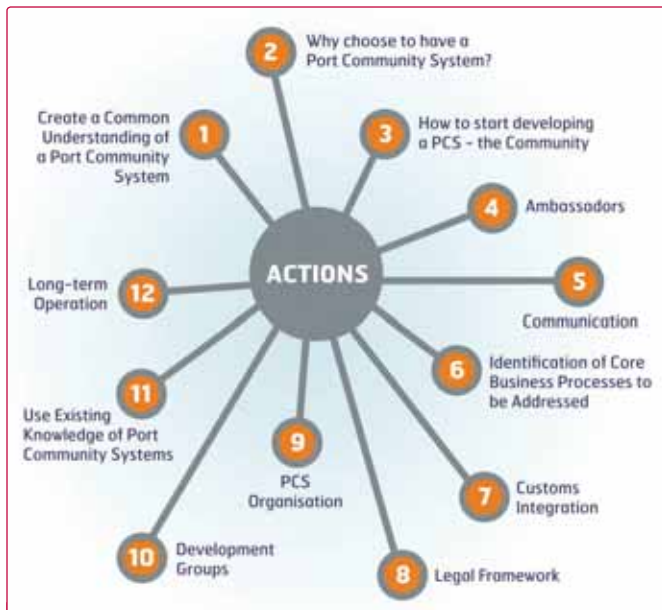 2
Why choose to have a
Port Community System?
1
Create a Common
Understanding of
a Port Community
System
3
How to start developing
a PCS - the Community
4
Ambassadors
ACTIONS
5
Communication
12
Long-term
Operation
6
Identification of Core
Business Processes to
be Addressed
11
Use Existing
Knowledge of Port
Community Systems
9
PCS
Organisation
7
Customs
Integration
10
Development
Groups
8
Legal Framework